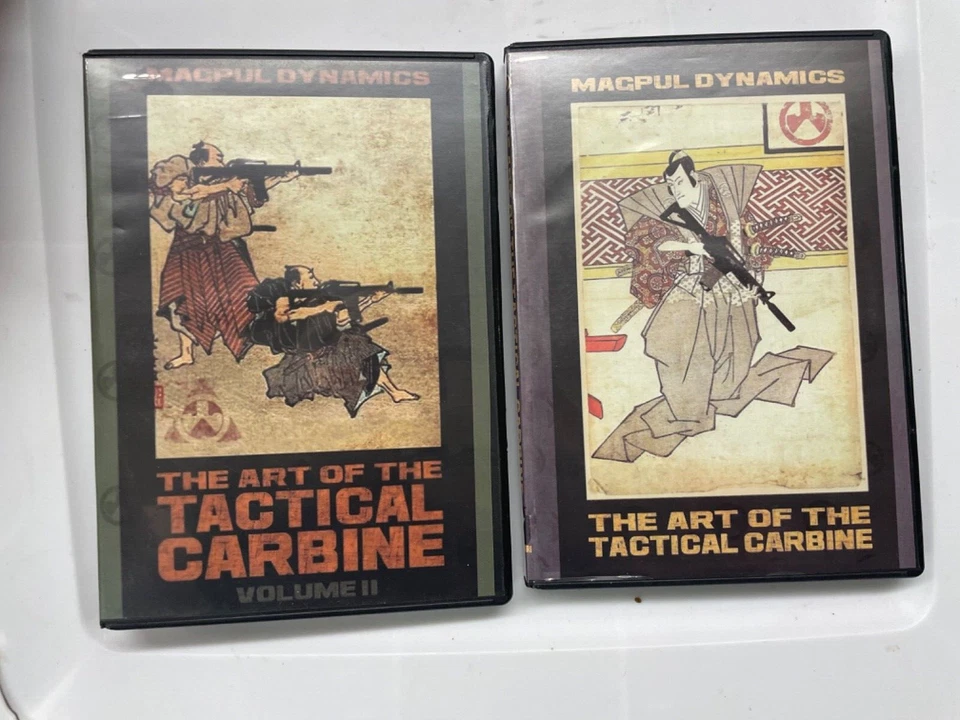 MAGPUL DYNAMICS
THE ART OF THE
TACTICAL
CARBINE
VOLUME II
MAGPUL DYNAMICS
THE ART OF THE
TACTICAL CARBINE